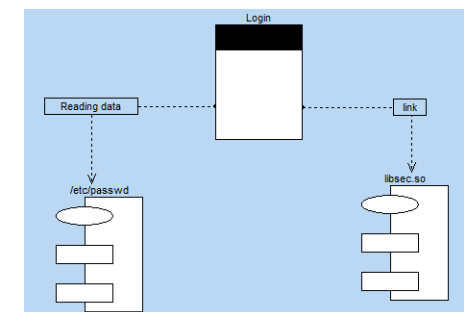 Login
Reading data
link
/etc/passwd
libsec.so